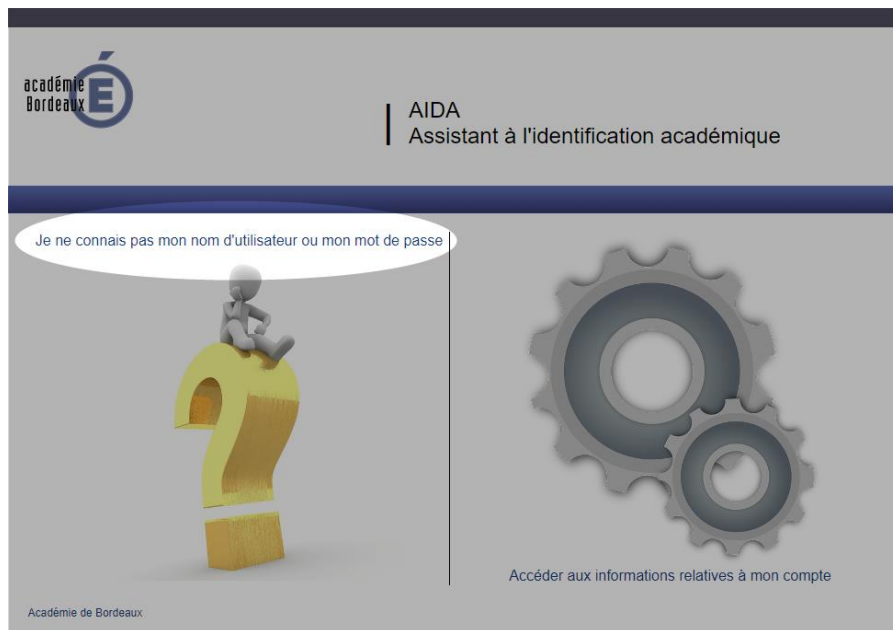 académie
Bordeaux
É
AIDA
Assistant à l'identification académique
Je ne connais pas mon nom d'utilisateur ou mon mot de passe
Accéder aux informations relatives à mon compte
Académie de Bordeaux